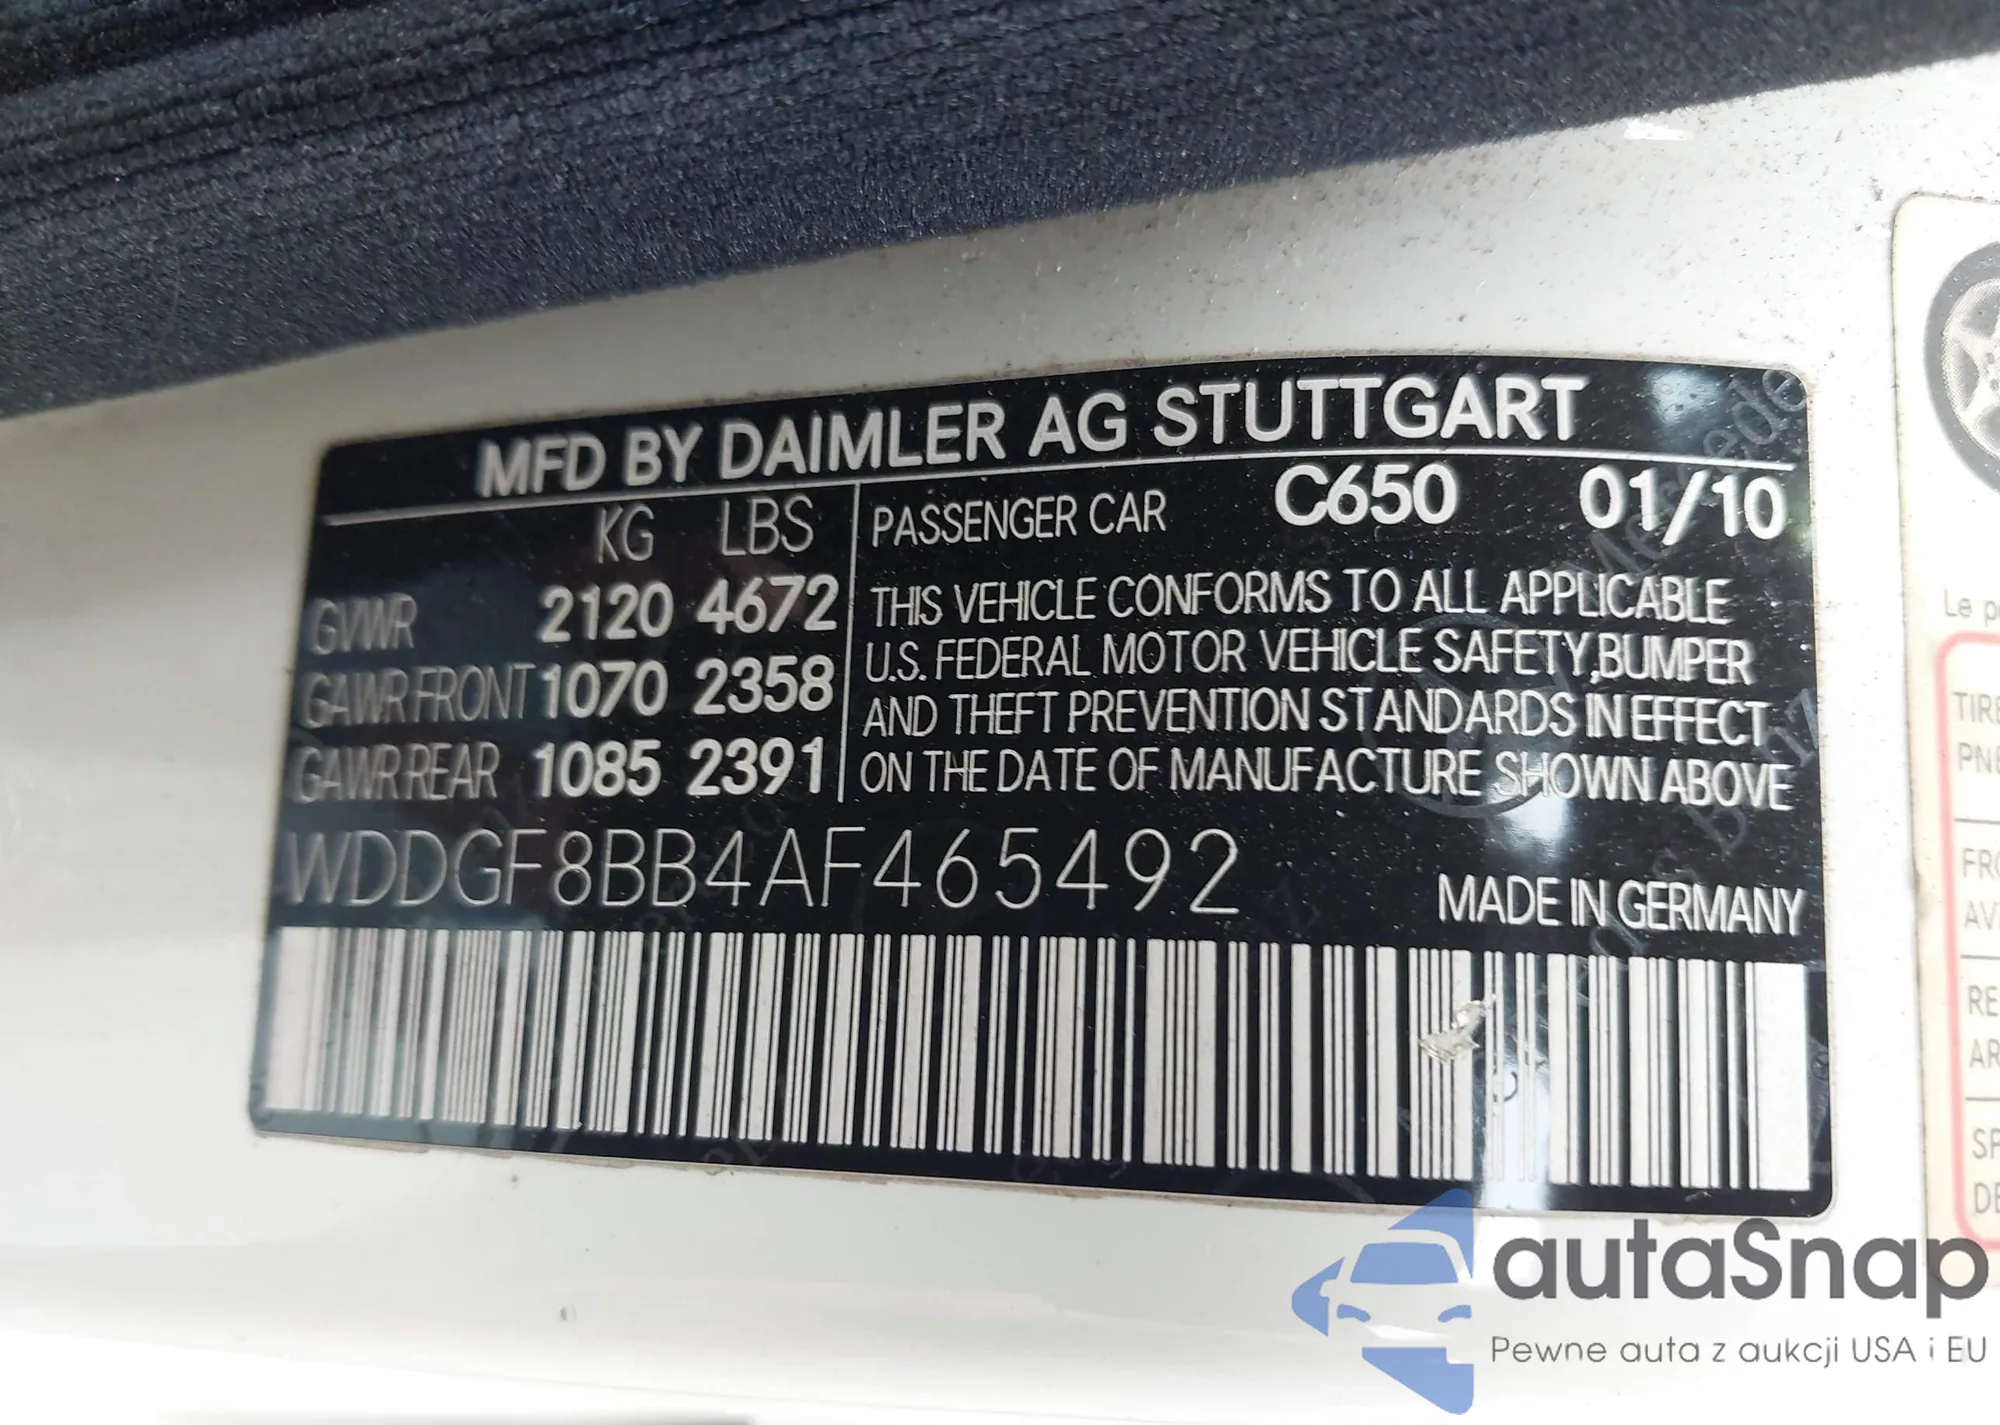 MFD BY DAIMLER AG STUTTGART
KG LBS
GVWR 2120 4672
GAWR FRONT 1070 2358
GAWR REAR 1085 2391
PASSENGER CAR C650 01/10
THIS VEHICLE CONFORMS TO ALL APPLICABLE
U.S. FEDERAL MOTOR VEHICLE SAFETY,BUMPER
AND THEFT PREVENTION STANDARDS IN EFFECT
ON THE DATE OF MANUFACTURE SHOWN ABOVE
WDDGF8BB4AF465492
MADE IN GERMANY
Le
autaSnap
Pewne auta z aukcji USA i EU